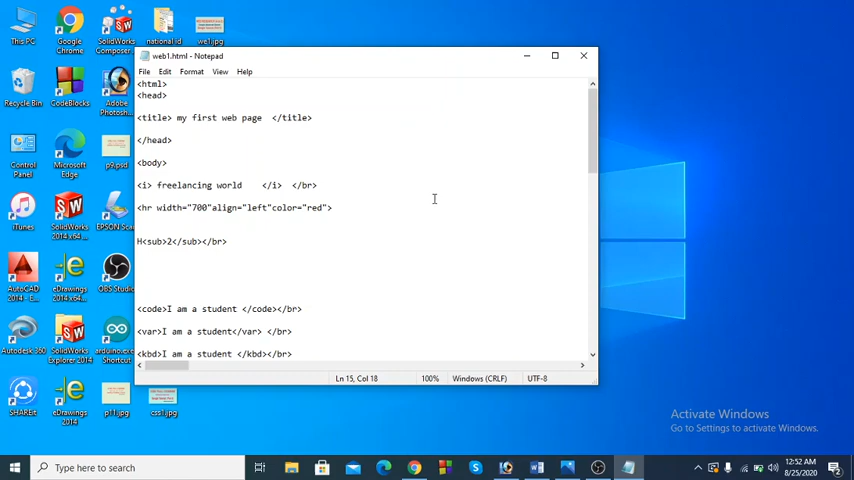 web1.html - Notepad
File Edit Format View Help
<html>
<head>
<title> my first web page </title>
</head>
<body>
<i> freelancing world </i> </br>
<hr width="700"align="left"color="red">
H<sub>2</sub></br>
<code>I am a student </code></br>
<var>I am a student</var> </br>
<kbd>I am a student </kbd></br>
Ln 15, Col 18 100% Windows (CRLF) UTF-8
This PC
Google
Chrome
SolidWorks
Composer...
national id
we1.jpg
Recycle Bin
CodeBlocks
Adobe
Photosh...
Control
Panel
Microsoft
Edge
p9.psd
iTunes
SolidWorks
2014 x64 ...
EPSON Sca
AutoCAD
2014 - E...
eDrawings
2014 x64...
OBS Studio
Autodesk 360
SolidWorks
Explorer 2014
arduino.exe
Shortcut
SHAREit
eDrawings
2014
p11.jpg
css1.jpg
Activate Windows
Go to Settings to activate Windows.
Type here to search
12:52 AM
8/25/2020
2